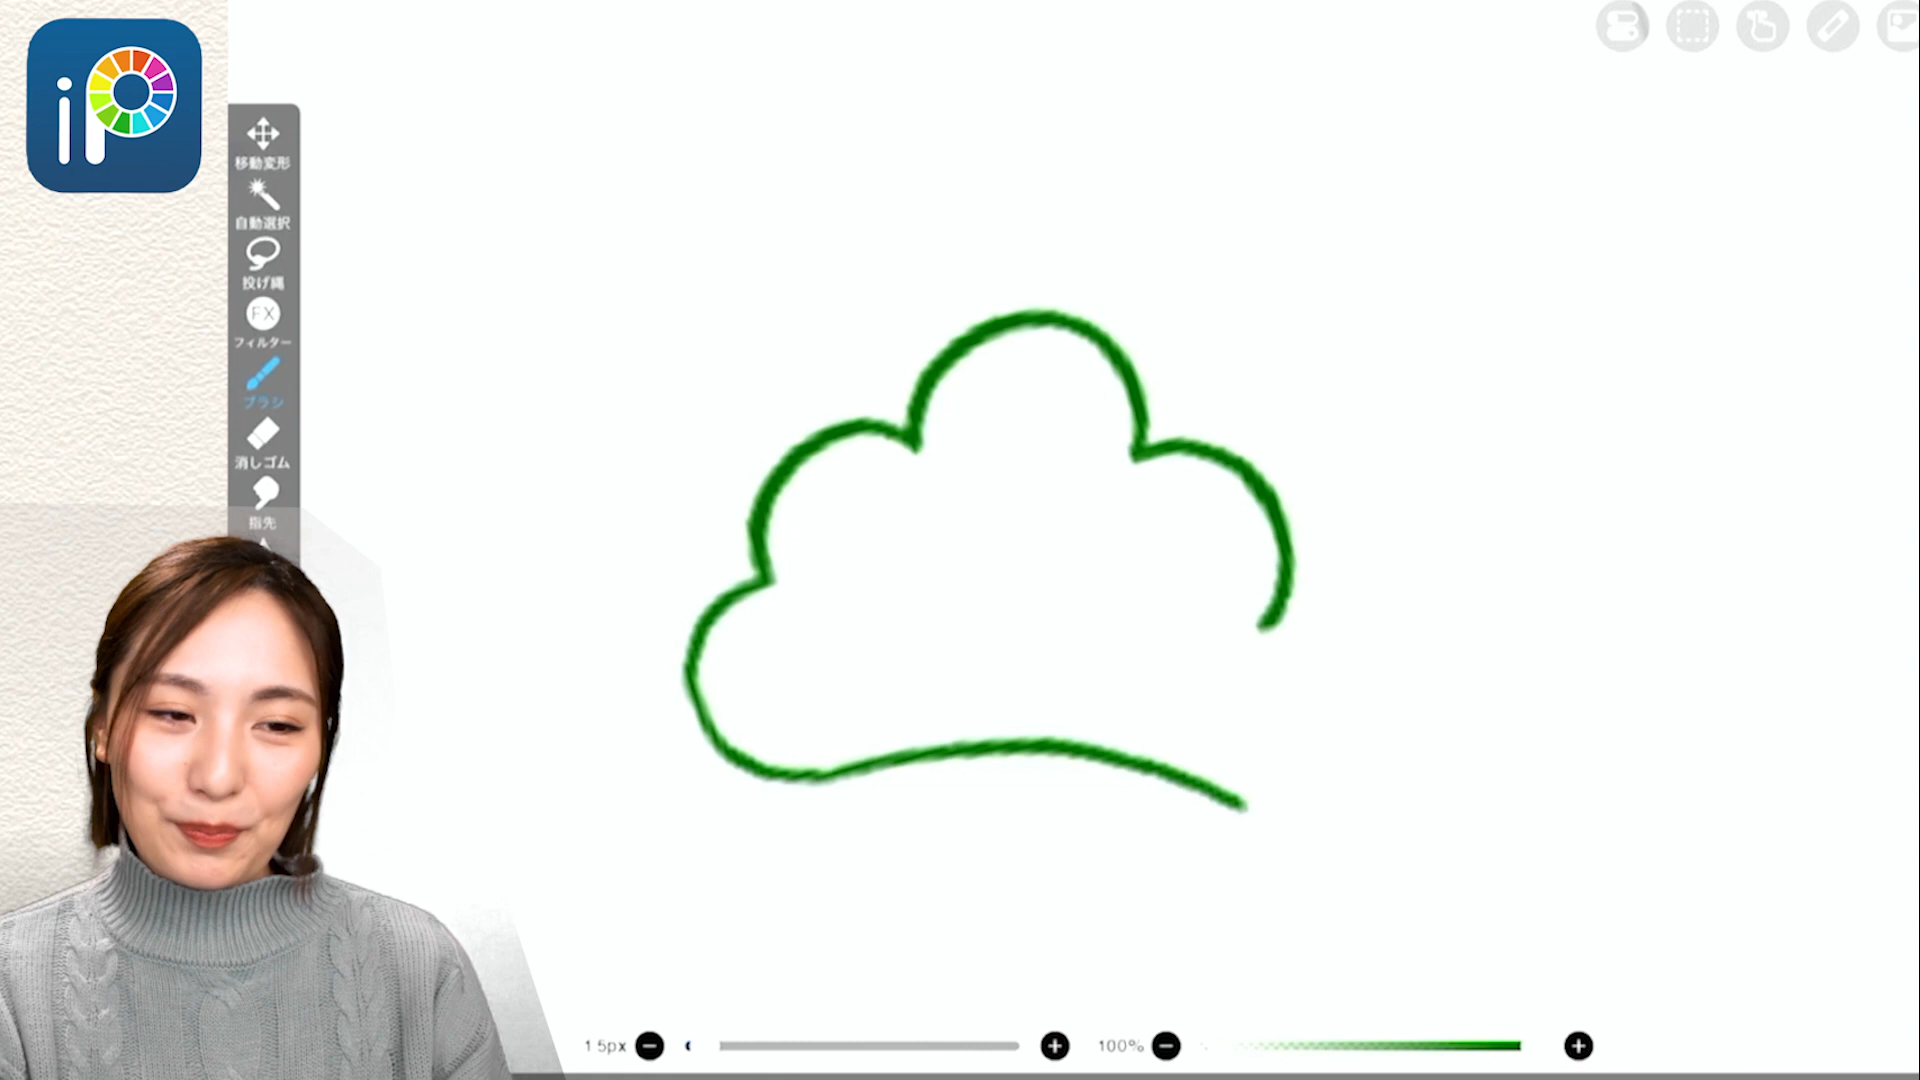 iP
移動変形
自動選択
投げ縄
FX
フィルター
ブラシ
消しゴム
指先
15px
100%